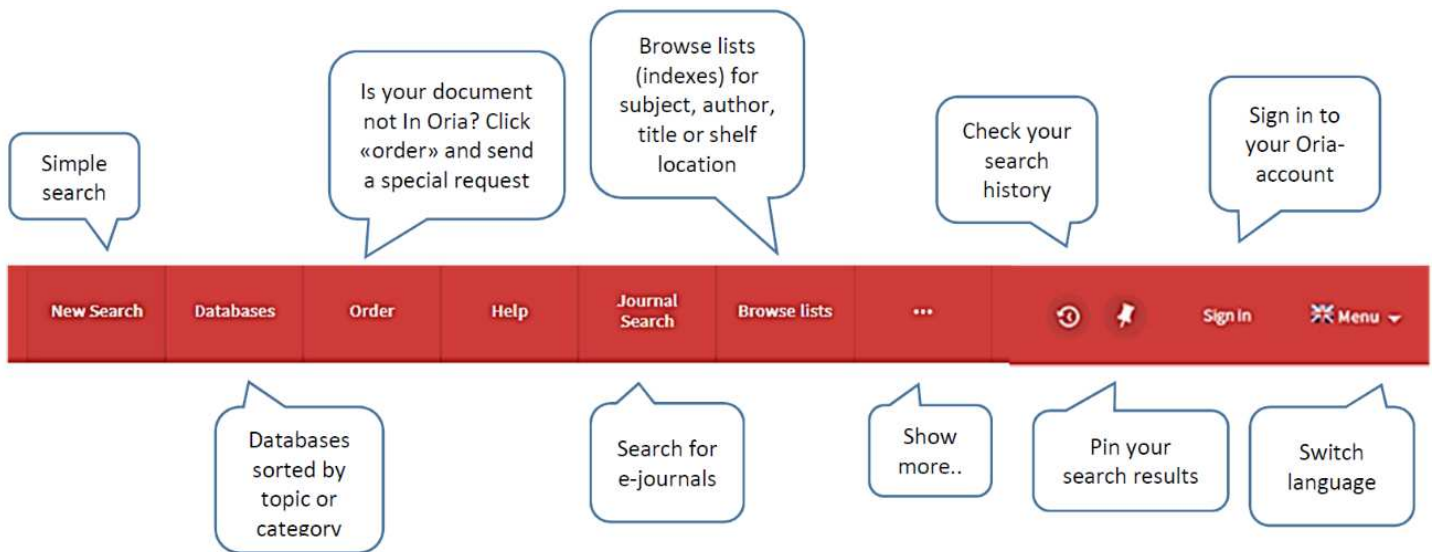 Simple
search
Is your document
not In Oria? Click
«order» and send
a special request
Browse lists
(indexes) for
subject, author,
title or shelf
location
Check your
search
history
Sign in to
your Oria-
account
New Search
Databases
Order
Help
Journal
Search
Browse lists
...
Sign In
Menu
Databases
sorted by
topic or
category
Search for
e-journals
Show
more..
Pin your
search results
Switch
language